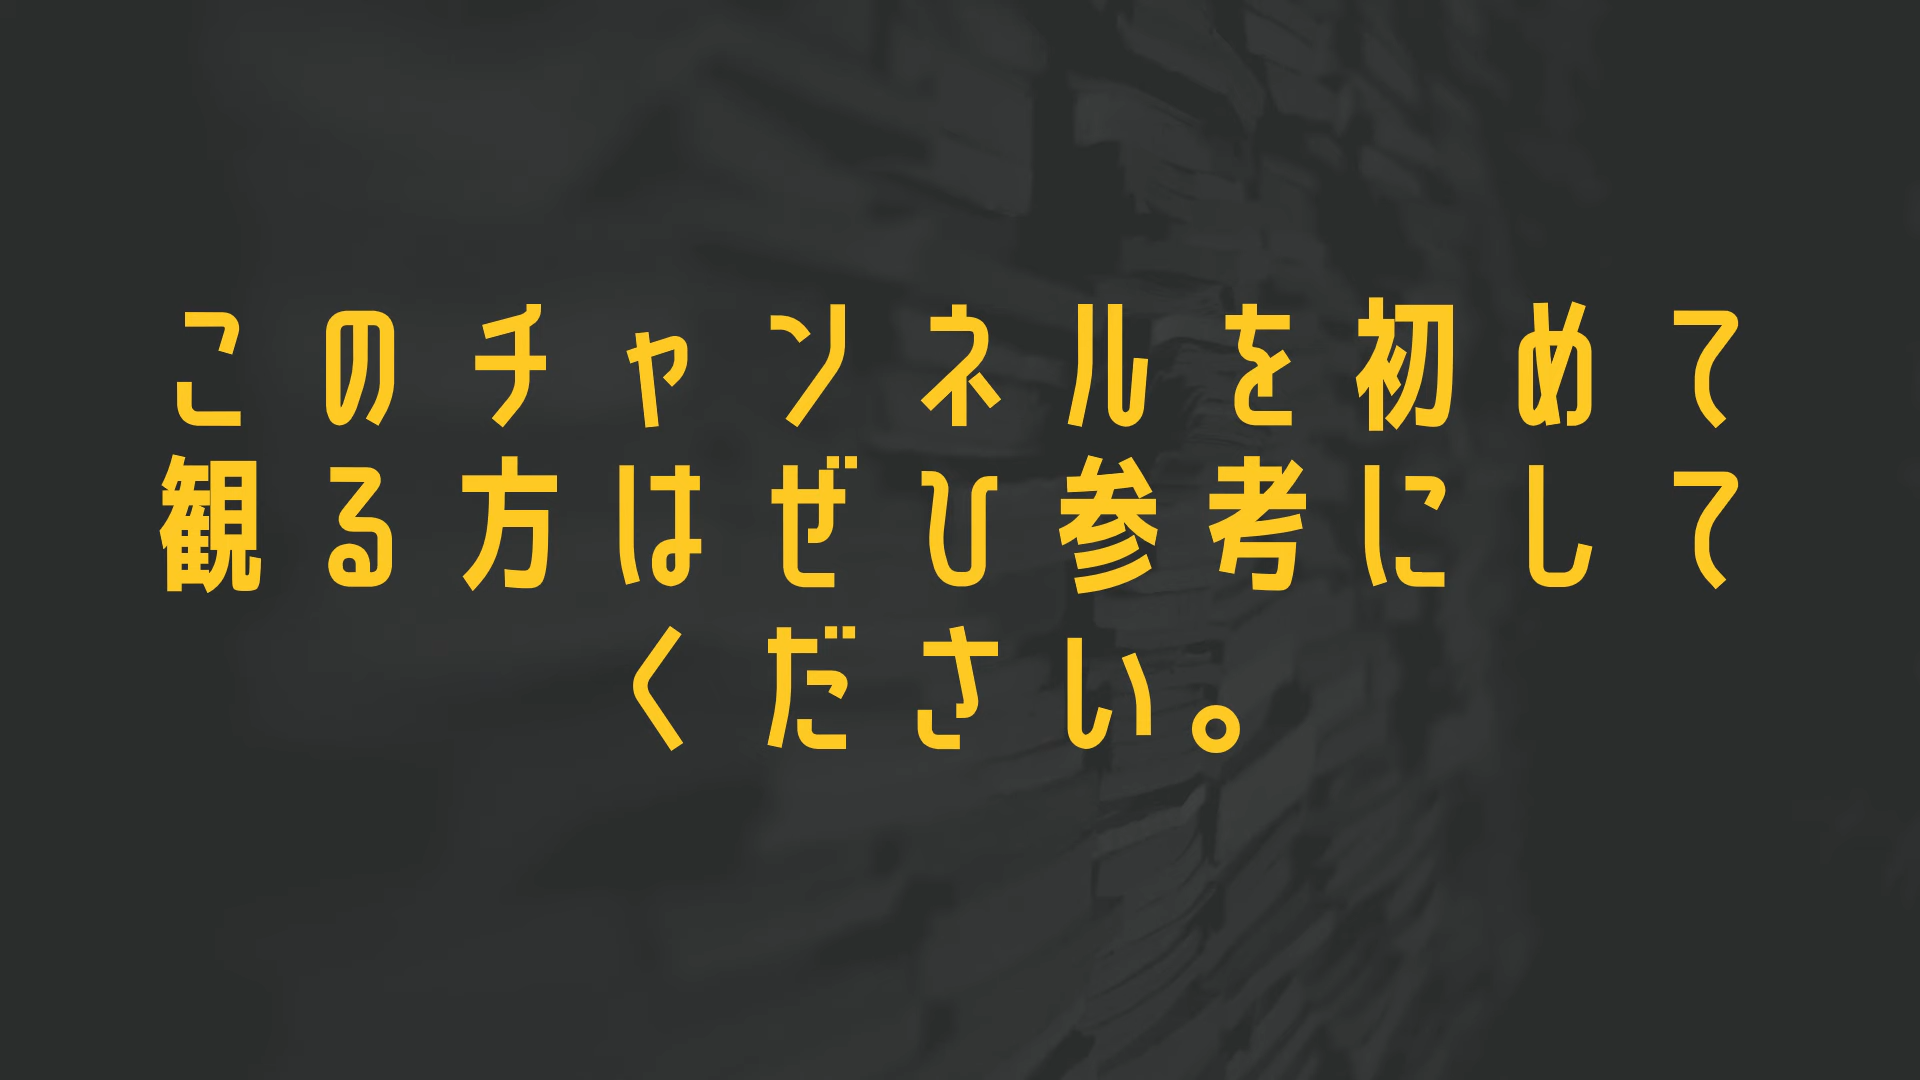 このチャンネルを初めて
観る方はぜひ参考にして
ください。